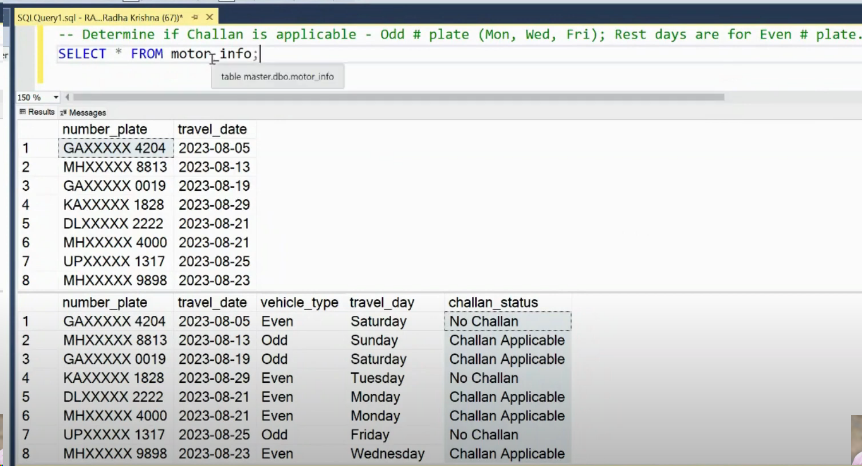 SQLQuery1.sql - RA...Radha Krishna (67))*
-- Determine if Challan is applicable - Odd # plate (Mon, Wed, Fri); Rest days are for Even # plate.
SELECT * FROM motor_info;
table master.dbo.motor_info
150 %
Results Messages
number_plate travel_date
1 GAXXXXX 4204 2023-08-05
2 MHXXXXX 8813 2023-08-13
3 GAXXXXX 0019 2023-08-19
4 KAXXXXX 1828 2023-08-29
5 DLXXXXX 2222 2023-08-21
6 MHXXXXX 4000 2023-08-21
7 UPXXXXX 1317 2023-08-25
8 MHXXXXX 9898 2023-08-23
number_plate travel_date vehicle_type travel_day challan_status
1 GAXXXXX 4204 2023-08-05 Even Saturday No Challan
2 MHXXXXX 8813 2023-08-13 Odd Sunday Challan Applicable
3 GAXXXXX 0019 2023-08-19 Odd Saturday Challan Applicable
4 KAXXXXX 1828 2023-08-29 Even Tuesday No Challan
5 DLXXXXX 2222 2023-08-21 Even Monday Challan Applicable
6 MHXXXXX 4000 2023-08-21 Even Monday Challan Applicable
7 UPXXXXX 1317 2023-08-25 Odd Friday No Challan
8 MHXXXXX 9898 2023-08-23 Even Wednesday Challan Applicable